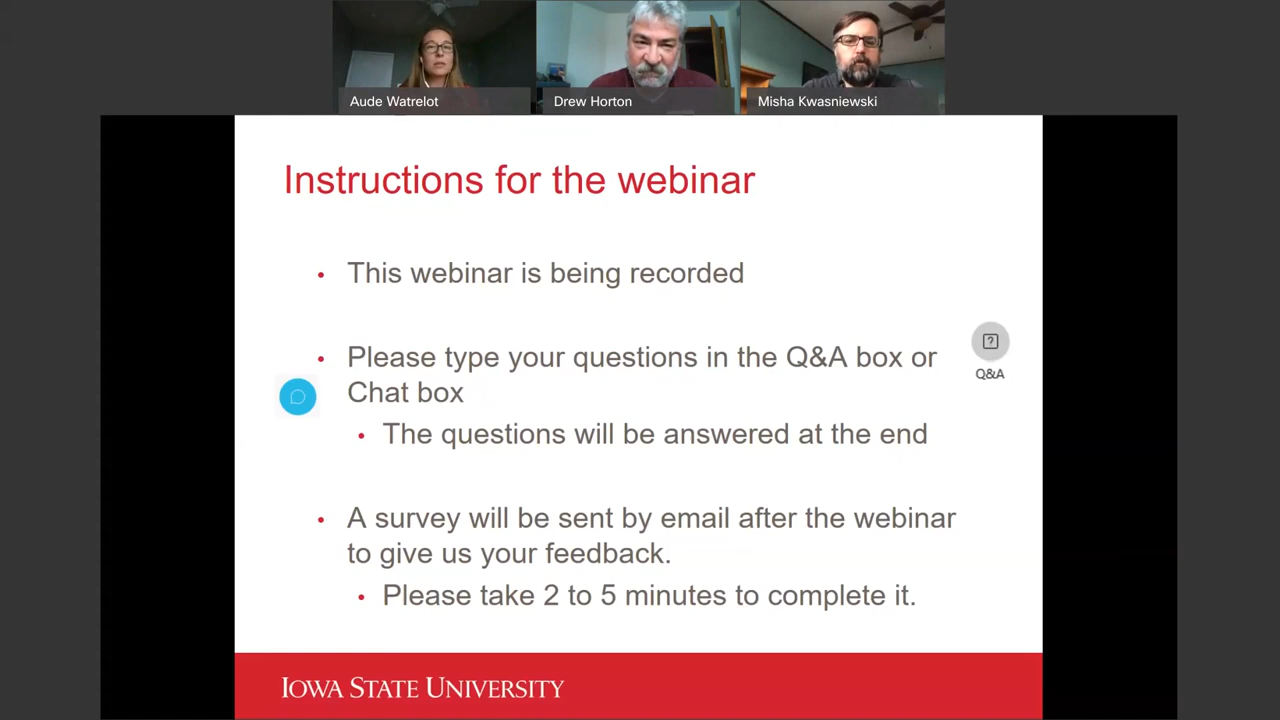 Aude Watrelot
Drew Horton
Misha Kwasniewski
Instructions for the webinar
• This webinar is being recorded
• Please type your questions in the Q&A box or
Chat box
Q&A
• The questions will be answered at the end
• A survey will be sent by email after the webinar
to give us your feedback.
• Please take 2 to 5 minutes to complete it.
IOWA STATE UNIVERSITY